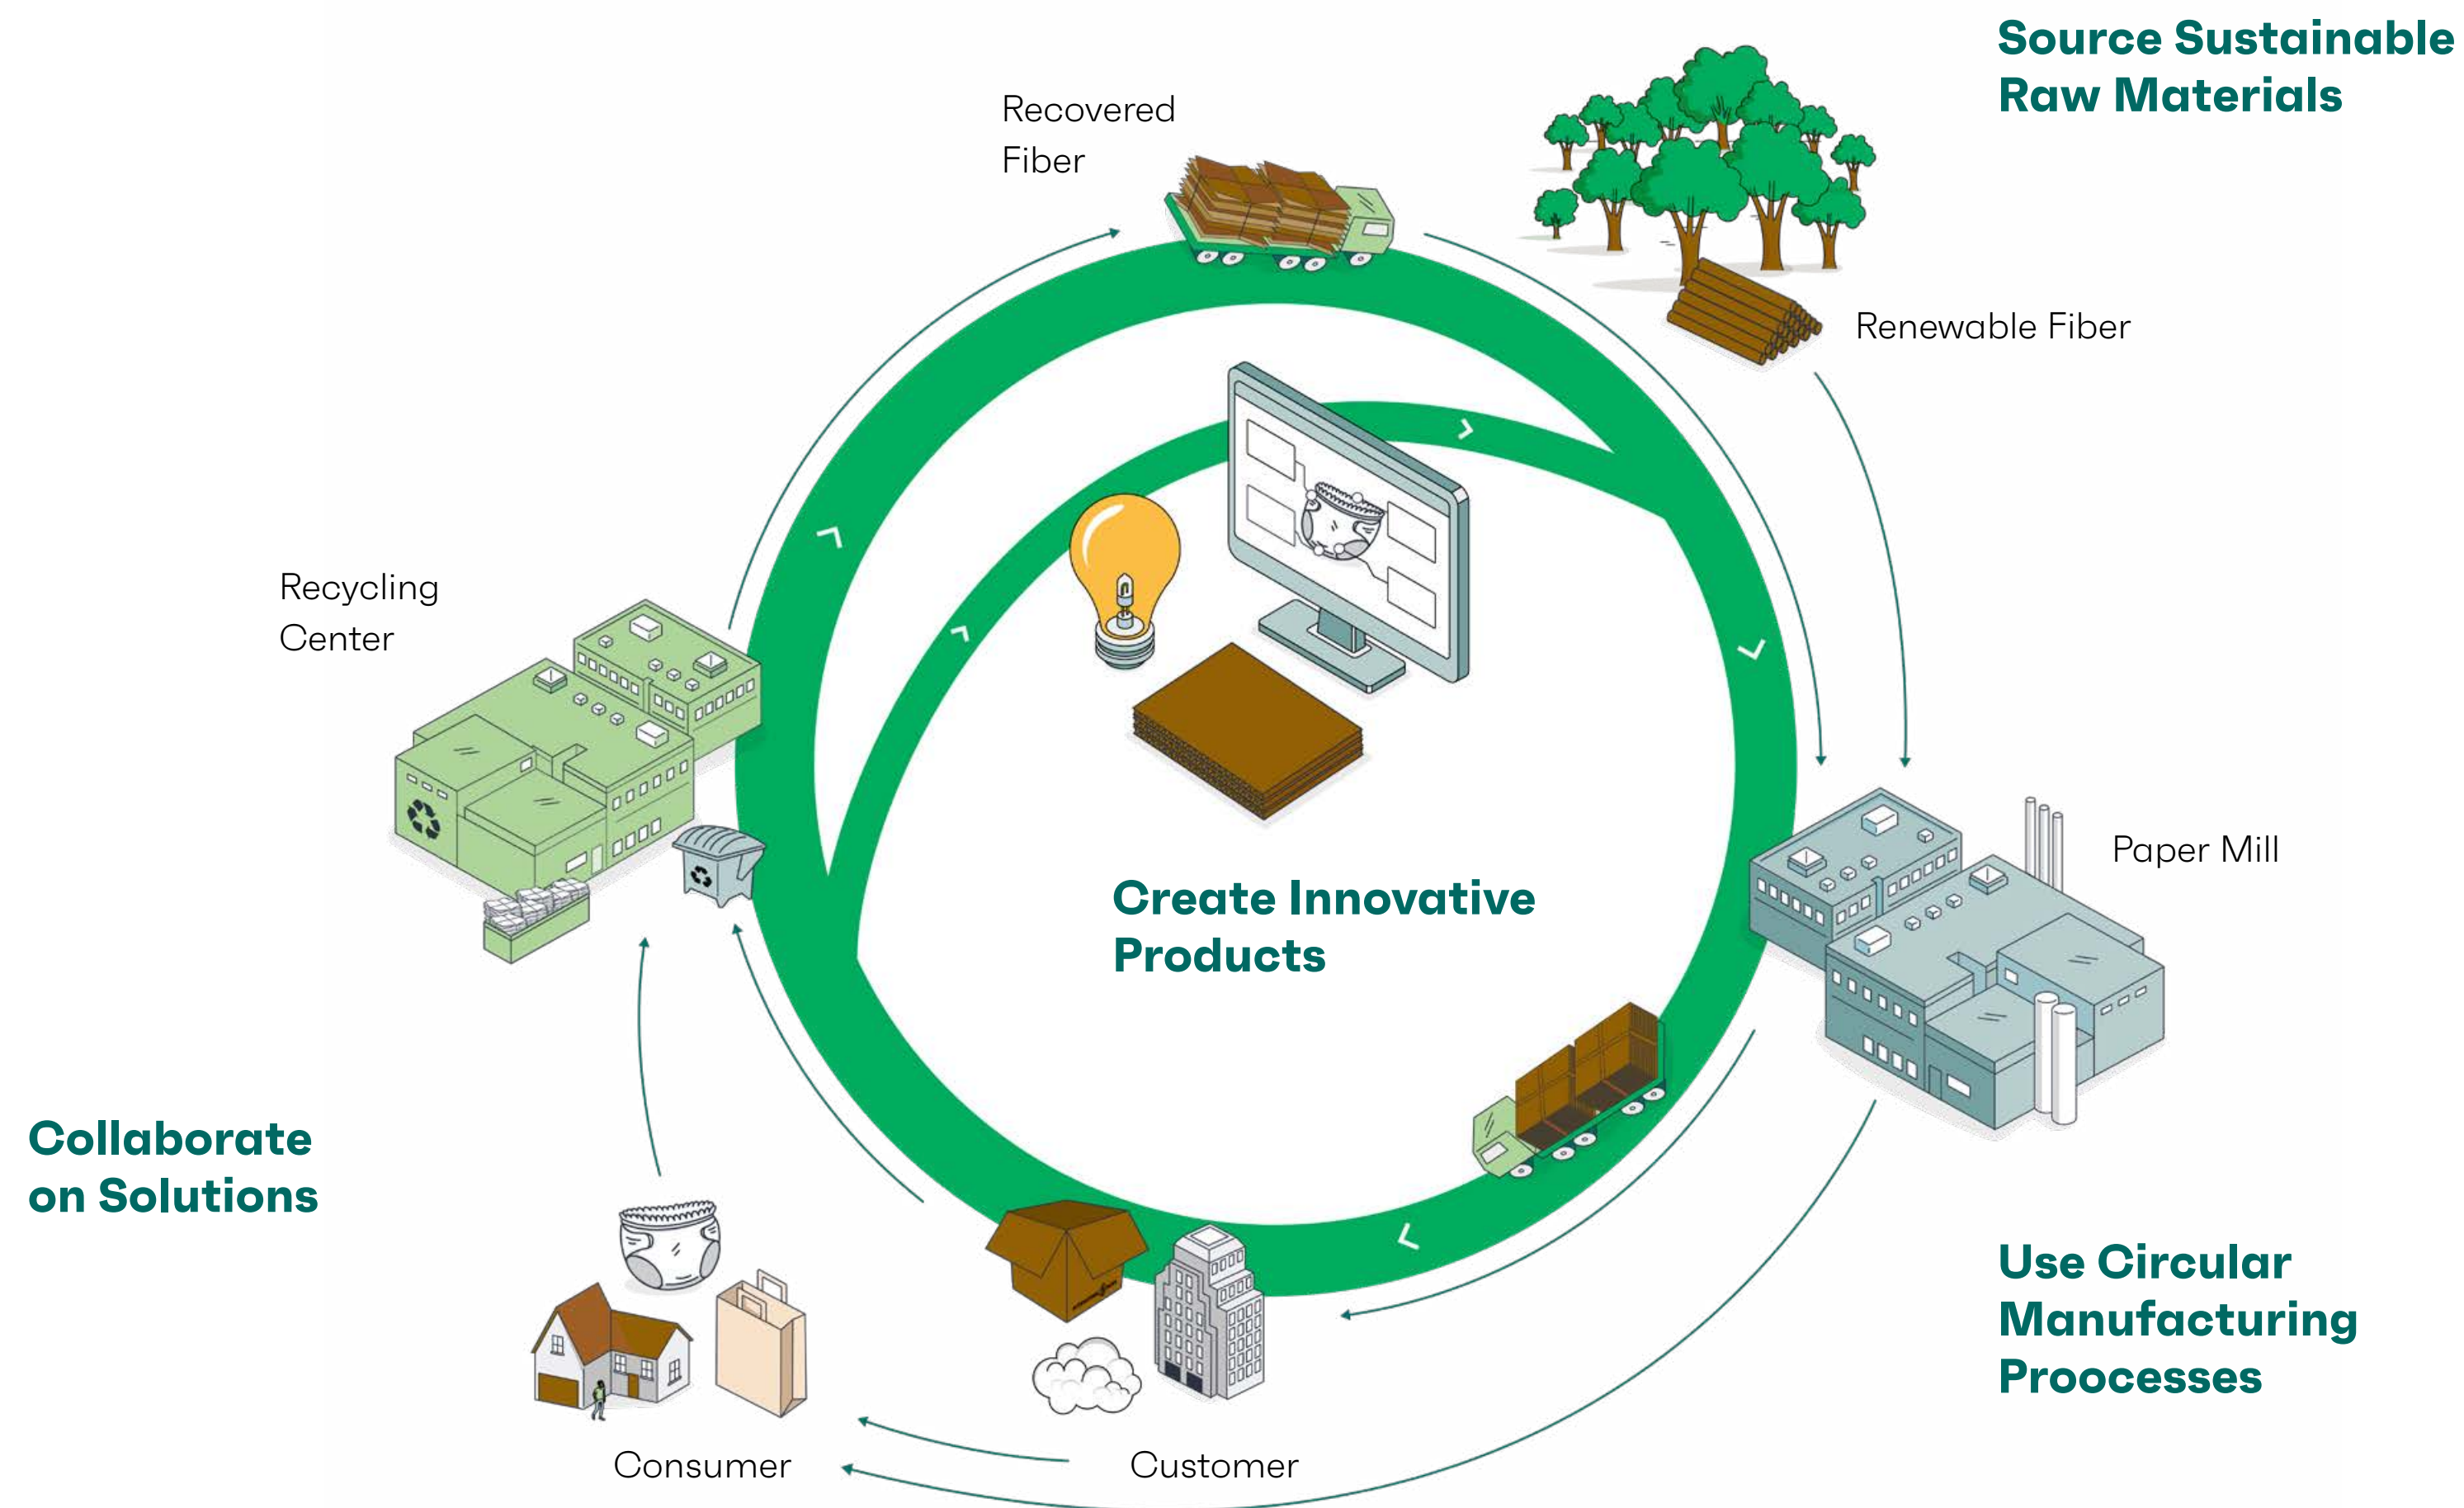 Source Sustainable
Raw Materials
Recovered
Fiber
Renewable Fiber
Recycling
Center
Paper Mill
Create Innovative
Products
Collaborate
on Solutions
Use Circular
Manufacturing
Proocesses
Consumer
Customer